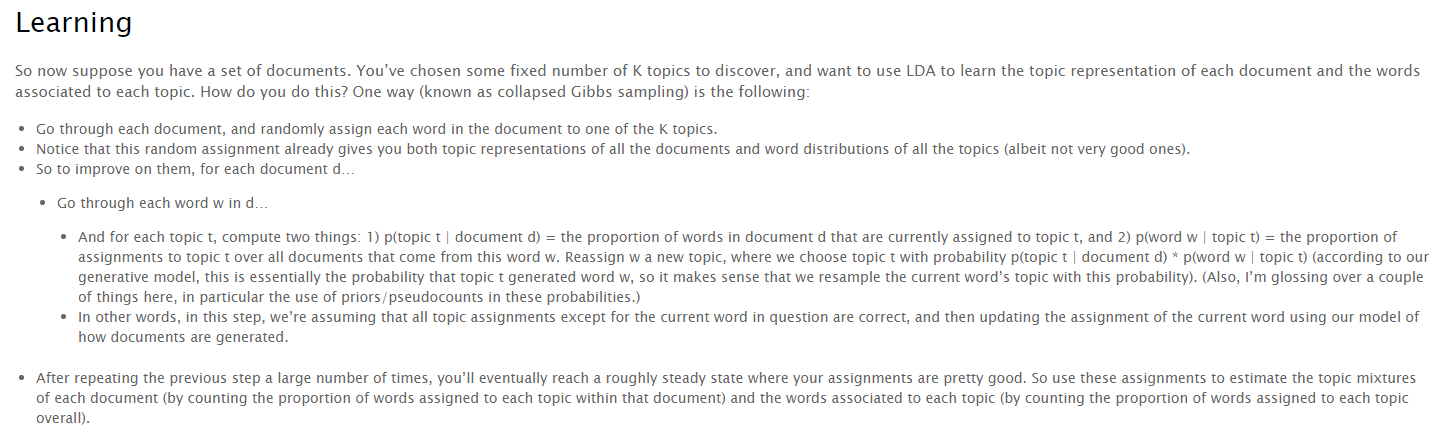 Learning
So now suppose you have a set of documents. You’ve chosen some fixed number of K topics to discover, and want to use LDA to learn the topic representation of each document and the words
associated to each topic. How do you do this? One way (known as collapsed Gibbs sampling) is the following:
• Go through each document, and randomly assign each word in the document to one of the K topics.
• Notice that this random assignment already gives you both topic representations of all the documents and word distributions of all the topics (albeit not very good ones).
• So to improve on them, for each document d…
• Go through each word w in d…
• And for each topic t, compute two things: 1) p(topic t | document d) = the proportion of words in document d that are currently assigned to topic t, and 2) p(word w | topic t) = the proportion of
assignments to topic t over all documents that come from this word w. Reassign w a new topic, where we choose topic t with probability p(topic t | document d) * p(word w | topic t) (according to our
generative model, this is essentially the probability that topic t generated word w, so it makes sense that we resample the current word’s topic with this probability). (Also, I’m glossing over a couple
of things here, in particular the use of priors/pseudocounts in these probabilities.)
• In other words, in this step, we’re assuming that all topic assignments except for the current word in question are correct, and then updating the assignment of the current word using our model of
how documents are generated.
• After repeating the previous step a large number of times, you’ll eventually reach a roughly steady state where your assignments are pretty good. So use these assignments to estimate the topic mixtures
of each document (by counting the proportion of words assigned to each topic within that document) and the words associated to each topic (by counting the proportion of words assigned to each topic
overall).